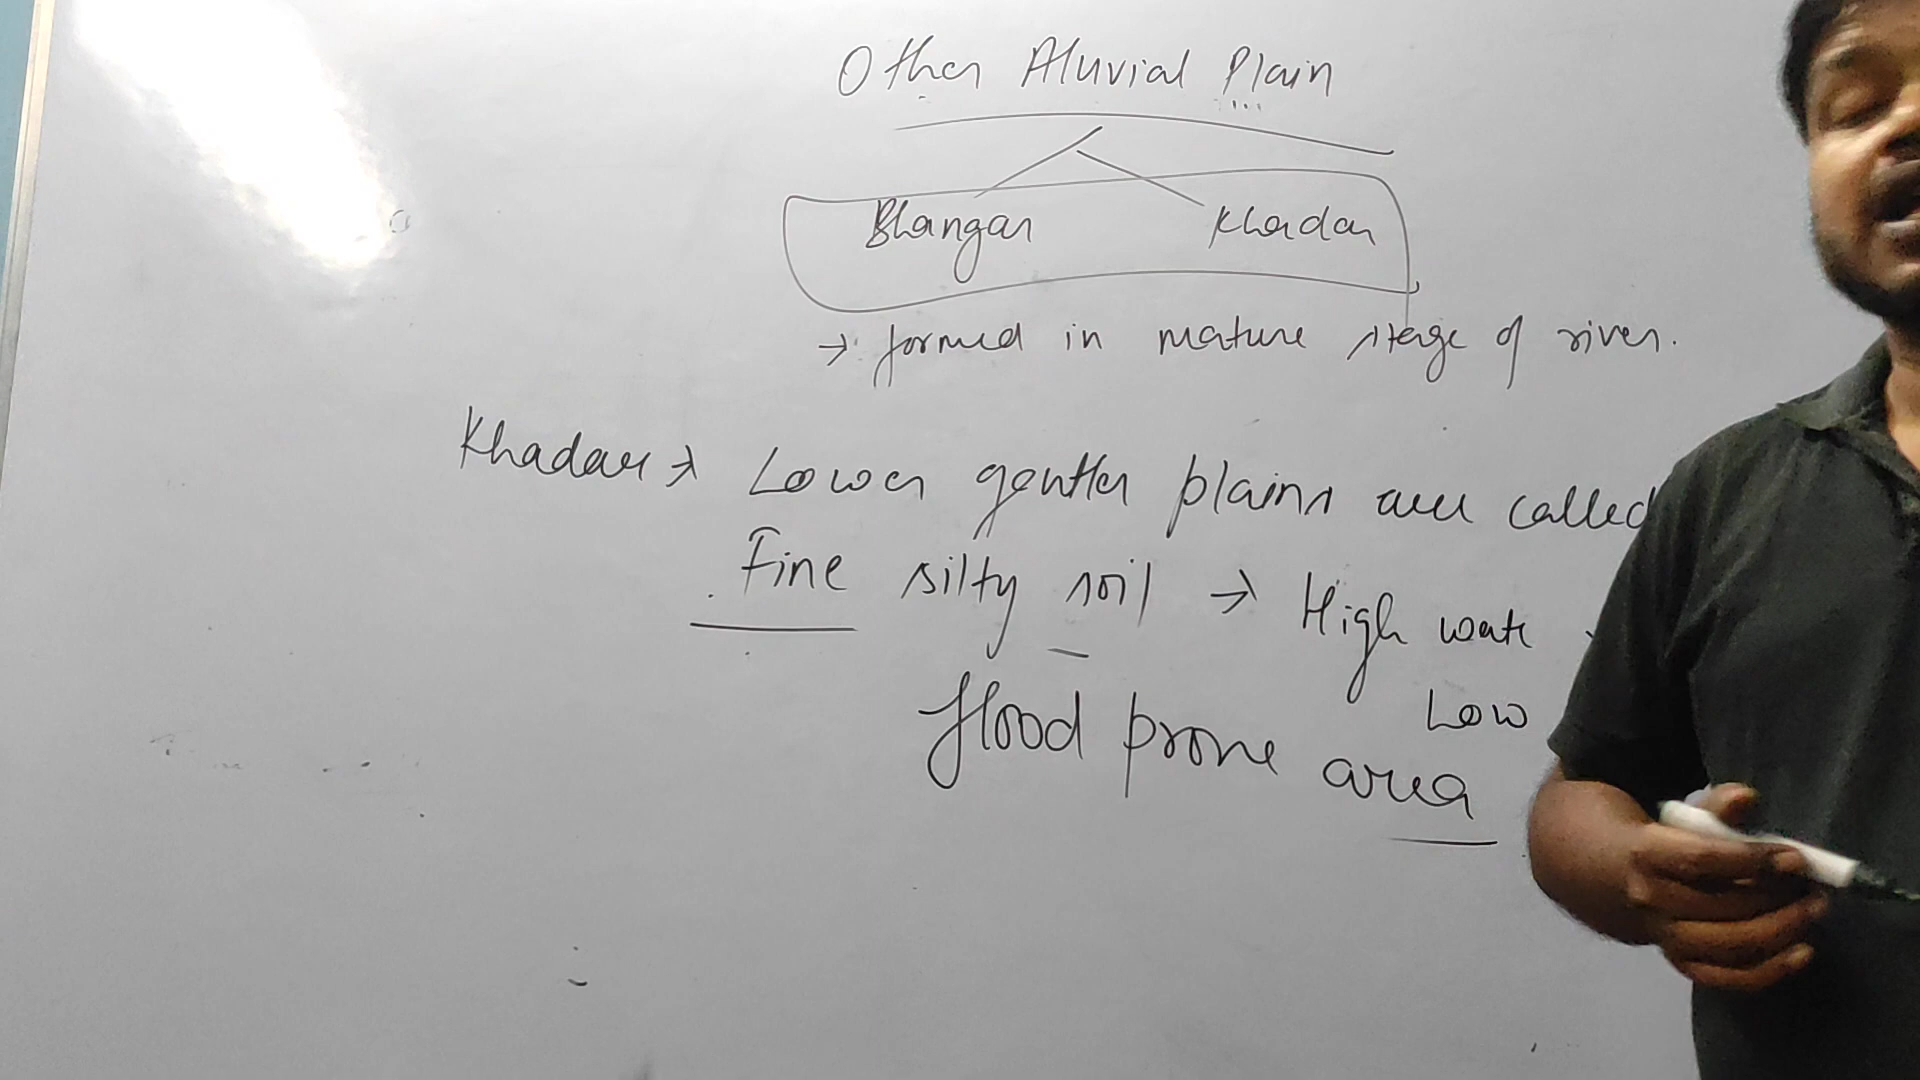 Other Aluvial Plain
Bhangar Khadar
→ formed in mature stage of river.
Khadar → Lower gentler plains are called
Fine silty soil → High wate
Low
flood prone area